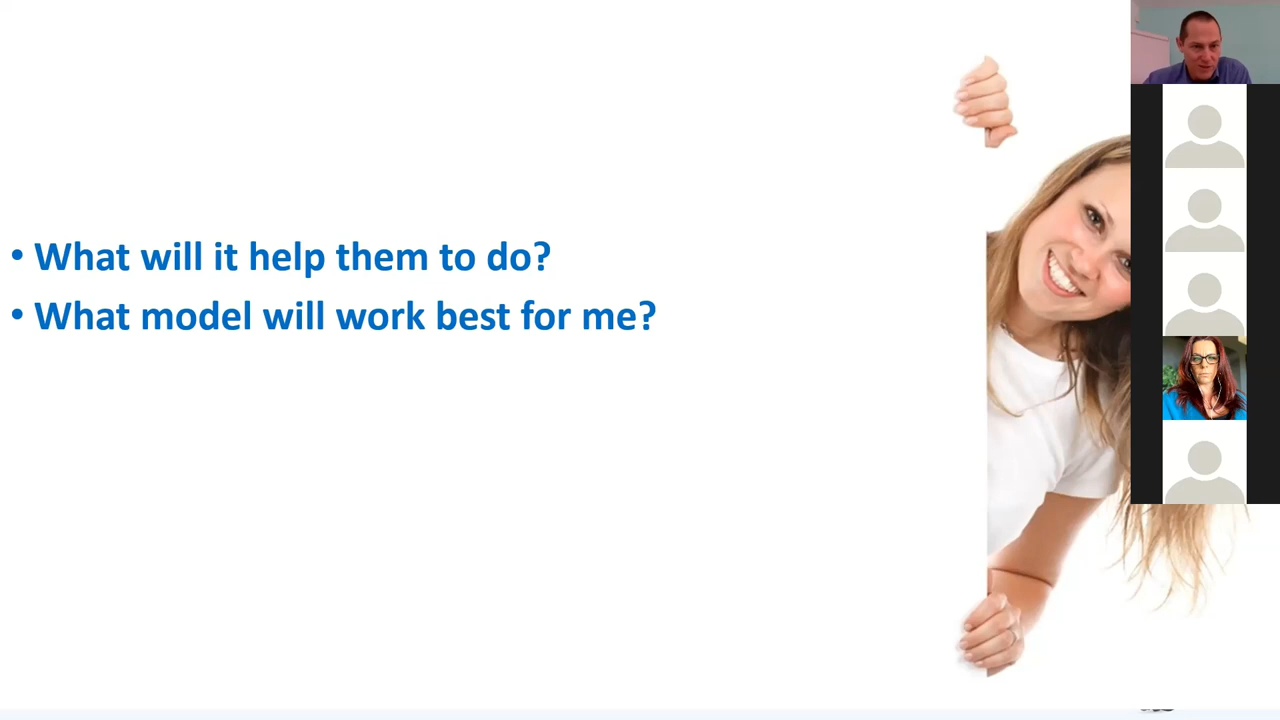 • What will it help them to do?
• What model will work best for me?